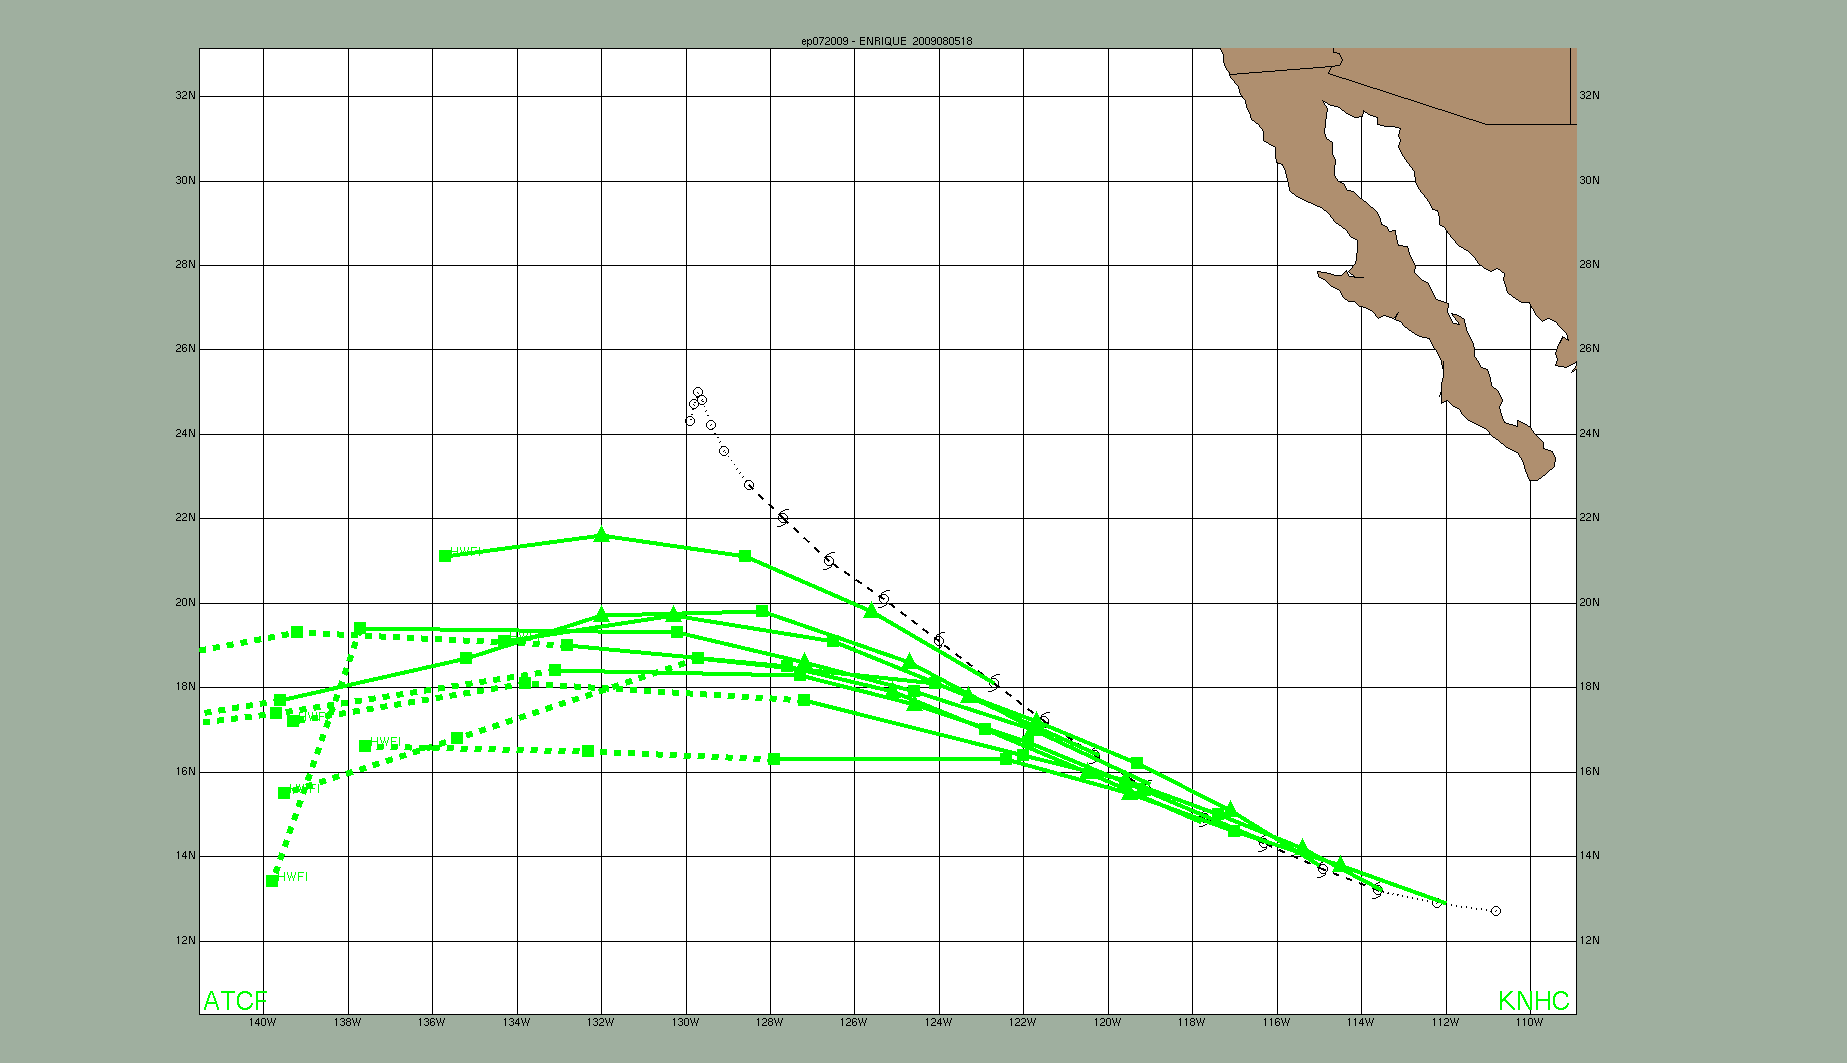 ep072009 - ENRIQUE 2009080518
32N 32N
30N 30N
28N 28N
26N 26N
24N 24N
22N 22N
HWFI
20N 20N
18N 18N
HWFI
HWFI
16N 16N
HWFI
14N 14N
HWFI
12N 12N
ATCF KNHC
140W 138W 136W 134W 132W 130W 128W 126W 124W 122W 120W 118W 116W 114W 112W 110W